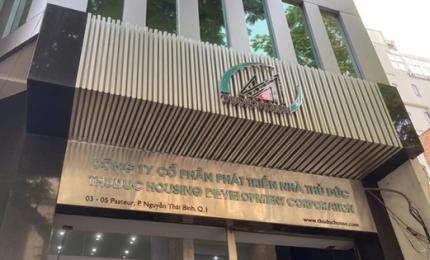 CÔNG TY CỔ PHẦN PHÁT TRIỂN NHÀ THỦ ĐỨC
THUDUC HOUSING DEVELOPMENT CORPORATION
03 - 05 Pasteur, P. Nguyễn Thái Bình, Q.1
www.thuduchouse.com